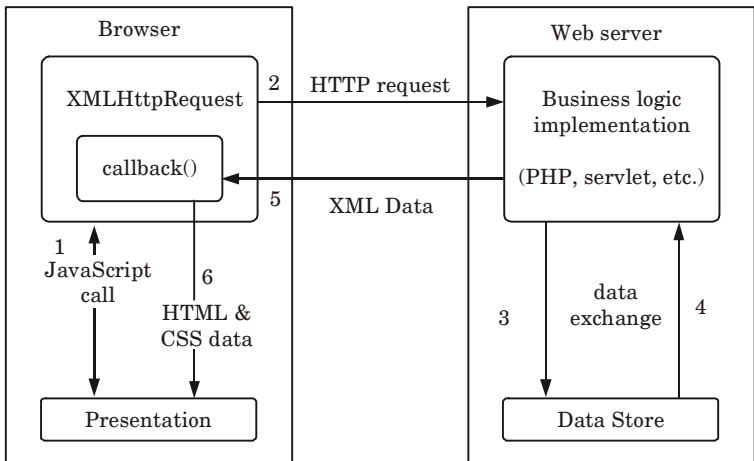 Browser
Web server
XMLHttpRequest
callback()
2
HTTP request
Business logic
implementation
(PHP, servlet, etc.)
5
XML Data
1
JavaScript
call
6
HTML &
CSS data
3
data
exchange
4
Presentation
Data Store